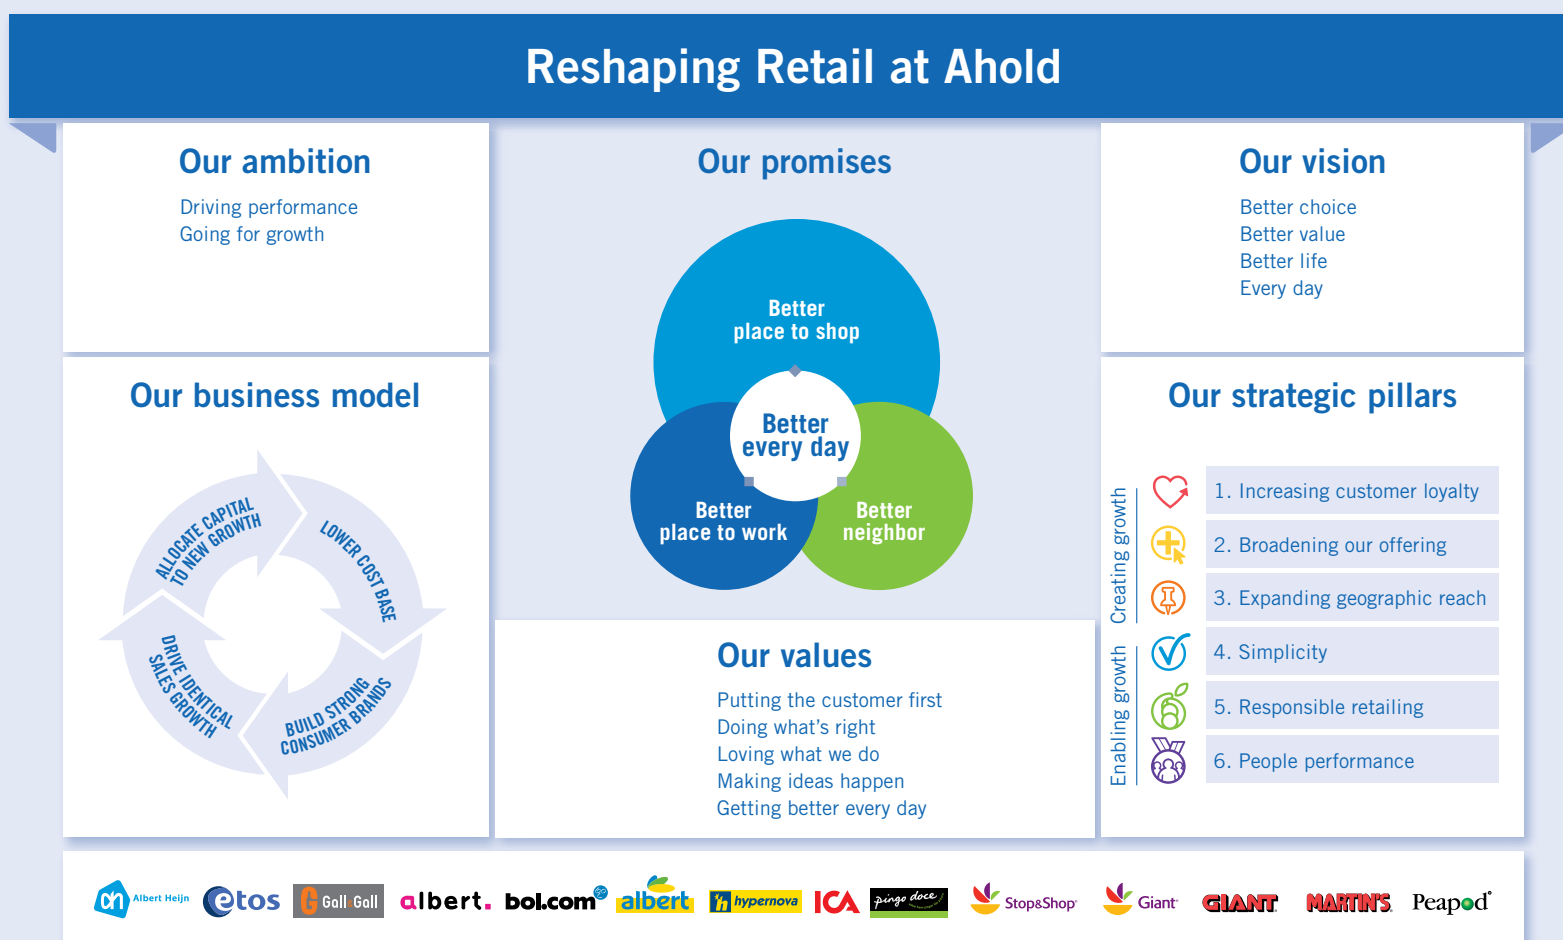 Reshaping Retail at Ahold
Our ambition
Driving performance
Going for growth
Our business model
ALLOCATE CAPITAL
TO NEW GROWTH
LOWER COST BASE
BUILD STRONG
CONSUMER BRANDS
DRIVE IDENTICAL
SALES GROWTH
Our promises
Better
place to shop
Better
every day
Better
place to work
Better
neighbor
Our values
Putting the customer first
Doing what's right
Loving what we do
Making ideas happen
Getting better every day
Our vision
Better choice
Better value
Better life
Every day
Our strategic pillars
Creating growth
1. Increasing customer loyalty
2. Broadening our offering
3. Expanding geographic reach
Enabling growth
4. Simplicity
5. Responsible retailing
6. People performance
ah Albert Heijn
etos
G Gall&Gall
albert.
bol.com
albert
h hypernova
ICA
pingo doce
Stop&Shop
Giant
GIANT
MARTIN'S
Peapod